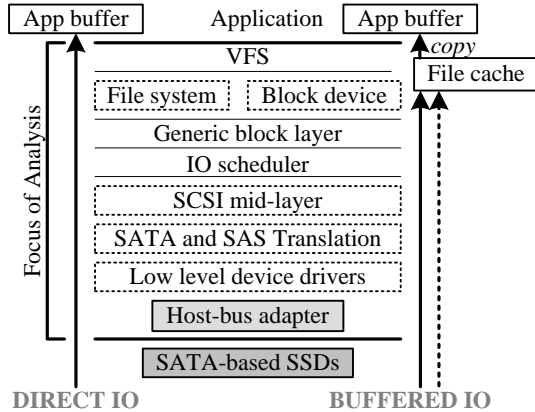 App buffer
Application
App buffer
copy
VFS
File cache
File system
Block device
Generic block layer
IO scheduler
SCSI mid-layer
SATA and SAS Translation
Low level device drivers
Host-bus adapter
SATA-based SSDs
Focus of Analysis
DIRECT IO
BUFFERED IO